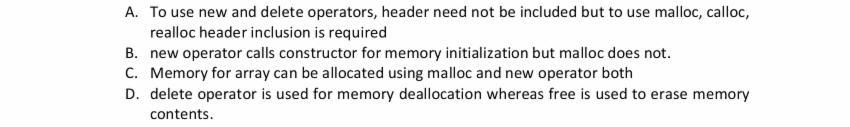 A. To use new and delete operators, header need not be included but to use malloc, calloc,
realloc header inclusion is required
B. new operator calls constructor for memory initialization but malloc does not.
C. Memory for array can be allocated using malloc and new operator both
D. delete operator is used for memory deallocation whereas free is used to erase memory
contents.